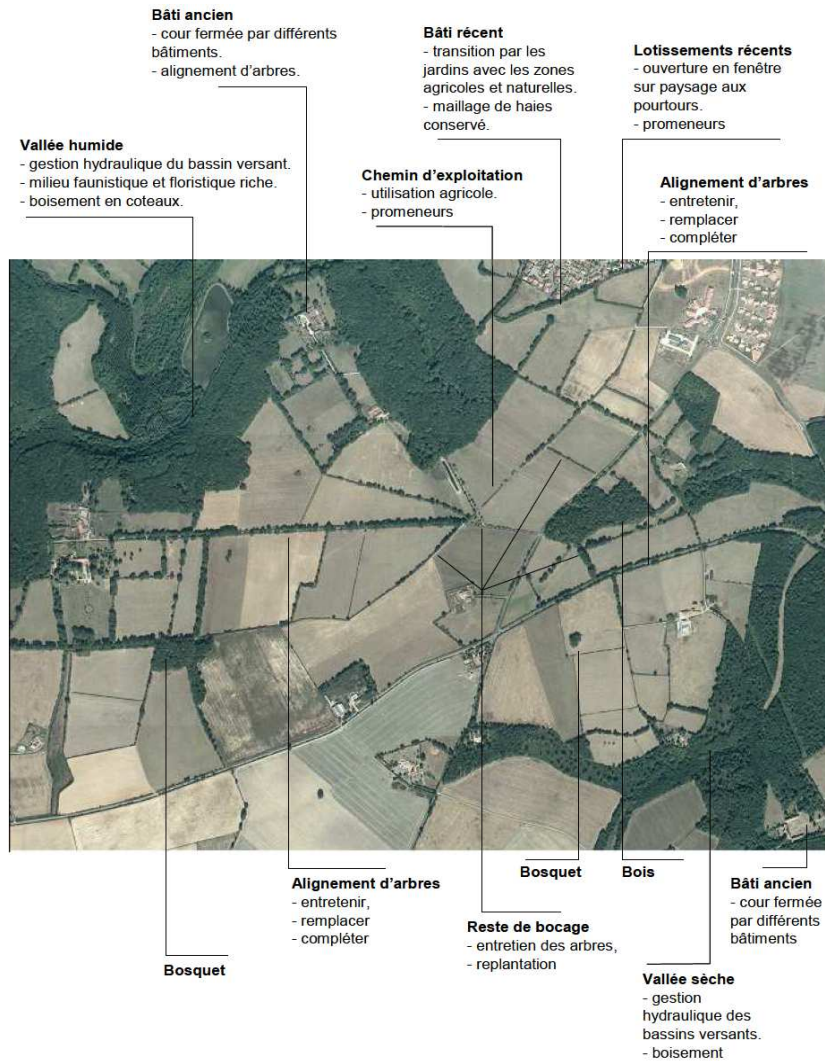 Bâti ancien
- cour fermée par différents
bâtiments.
- alignement d'arbres.
Bâti récent
- transition par les
jardins avec les zones
agricoles et naturelles.
- maillage de haies
conservé.
Lotissements récents
- ouverture en fenêtre
sur paysage aux
pourtours.
- promeneurs
Vallée humide
- gestion hydraulique du bassin versant.
- milieu faunistique et floristique riche.
- boisement en coteaux.
Chemin d'exploitation
- utilisation agricole.
- promeneurs
Alignement d'arbres
- entretenir,
- remplacer
- compléter
Alignement d'arbres
- entretenir,
- remplacer
- compléter
Bosquet
Bosquet
Bois
Reste de bocage
- entretien des arbres,
- replantation
Bâti ancien
- cour fermée
par différents
bâtiments
Vallée sèche
- gestion
hydraulique des
bassins versants.
- boisement